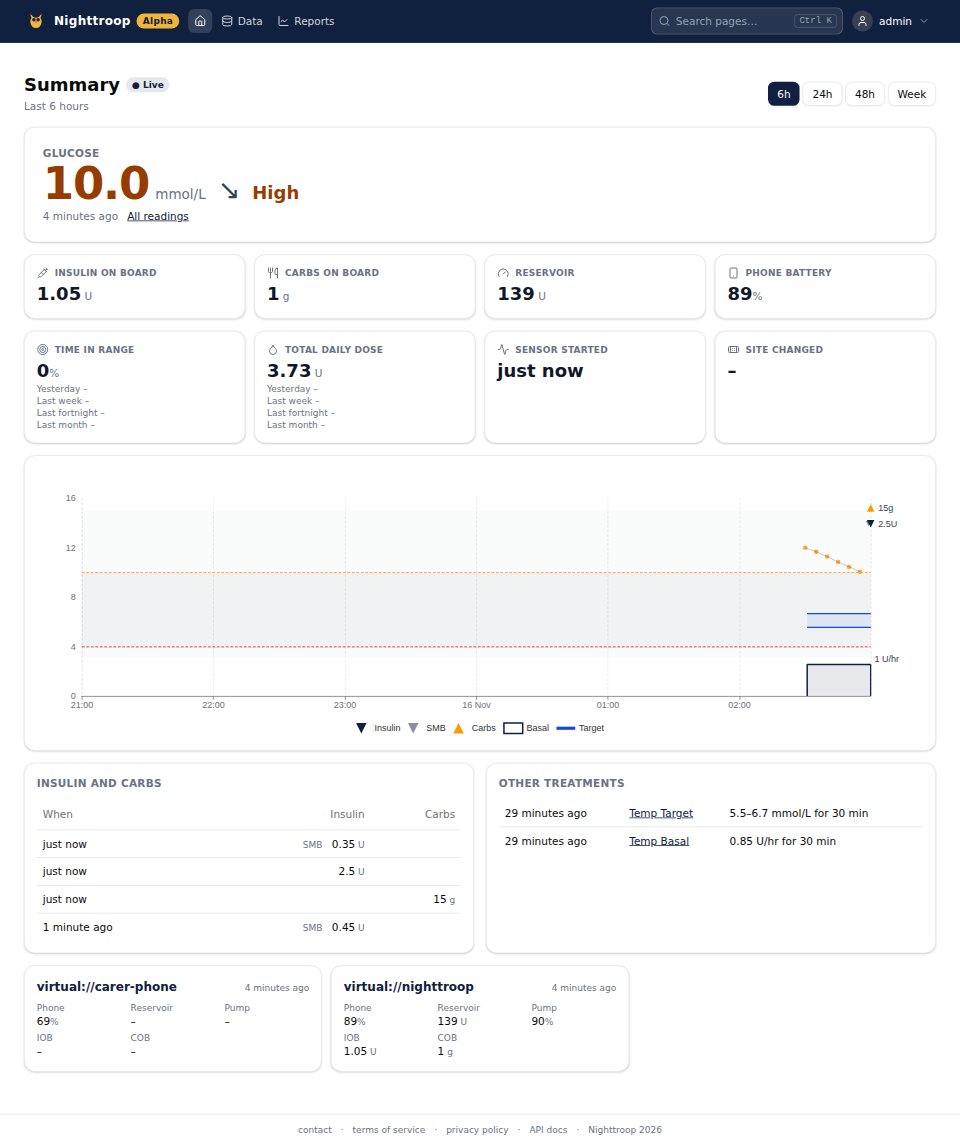 Nighttroop Alpha Data Reports Search pages... Ctrl K admin
Summary ● Live
Last 6 hours
6h 24h 48h Week
GLUCOSE
10.0 mmol/L ↘ High
4 minutes ago All readings
INSULIN ON BOARD
1.05 U
CARBS ON BOARD
1 g
RESERVOIR
139 U
PHONE BATTERY
89%
TIME IN RANGE
0%
Yesterday –
Last week –
Last fortnight –
Last month –
TOTAL DAILY DOSE
3.73 U
Yesterday –
Last week –
Last fortnight –
Last month –
SENSOR STARTED
just now
SITE CHANGED
–
16
12
8
4
0
15g
2.5U
1 U/hr
21:00 22:00 23:00 16 Nov 01:00 02:00
Insulin SMB Carbs Basal Target
INSULIN AND CARBS
When Insulin Carbs
just now SMB 0.35 U
just now 2.5 U
just now 15 g
1 minute ago SMB 0.45 U
OTHER TREATMENTS
29 minutes ago Temp Target 5.5–6.7 mmol/L for 30 min
29 minutes ago Temp Basal 0.85 U/hr for 30 min
virtual://carer-phone 4 minutes ago
Phone Reservoir Pump
69% – –
IOB COB
– –
virtual://nighttroop 4 minutes ago
Phone Reservoir Pump
89% 139 U 90%
IOB COB
1.05 U 1 g
contact · terms of service · privacy policy · API docs · Nighttroop 2026